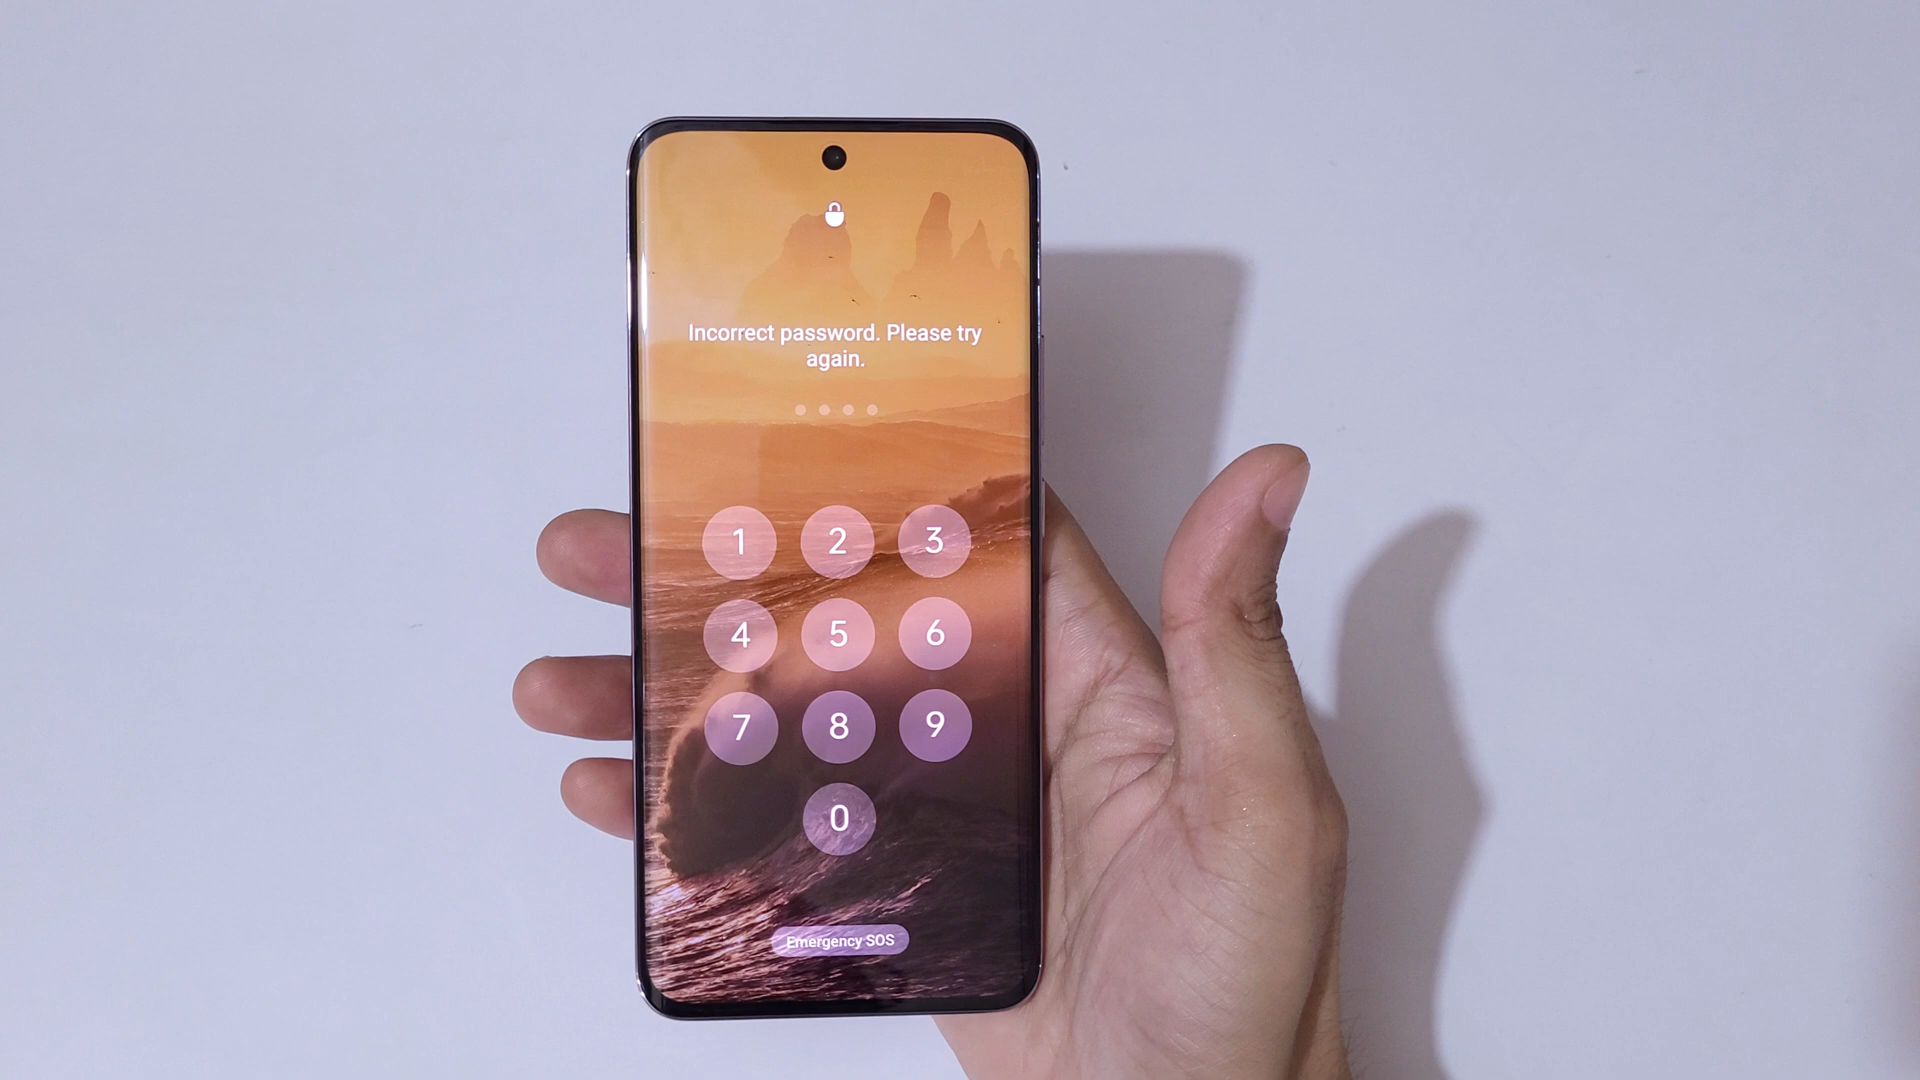 Incorrect password. Please try
again.
1 2 3
4 5 6
7 8 9
0
Emergency SOS